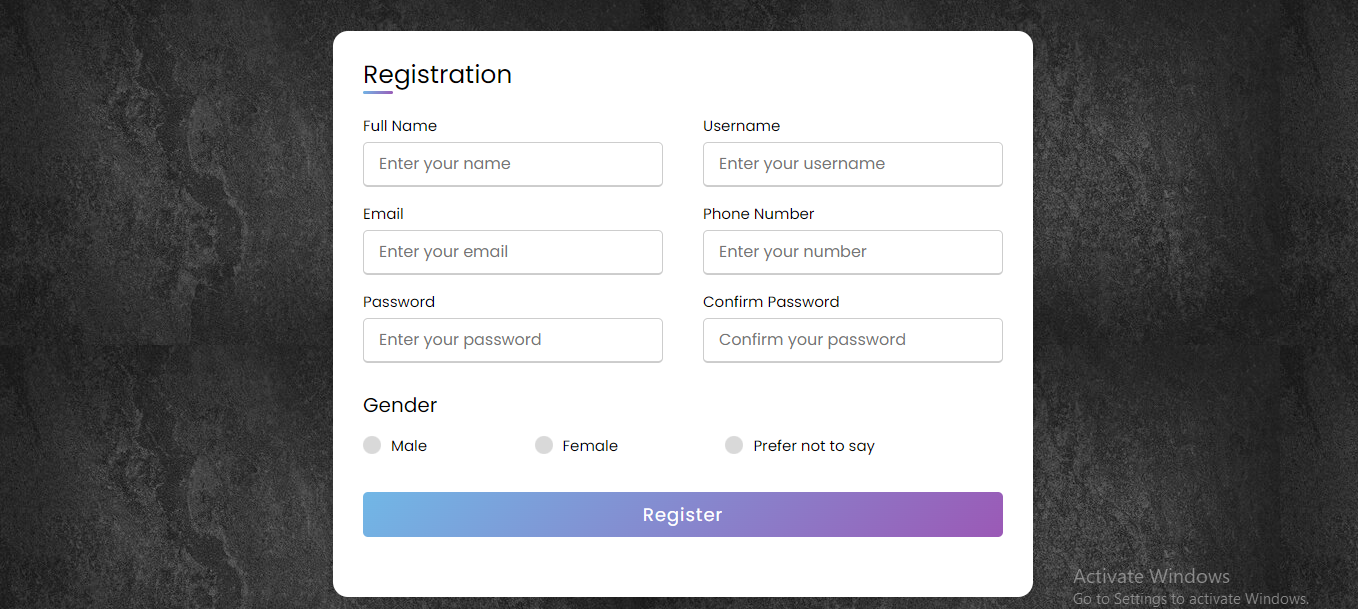 Registration
Full Name
Username
Enter your name
Enter your username
Email
Phone Number
Enter your email
Enter your number
Password
Confirm Password
Enter your password
Confirm your password
Gender
Male
Female
Prefer not to say
Register
Activate Windows
Go to Settings to activate Windows.